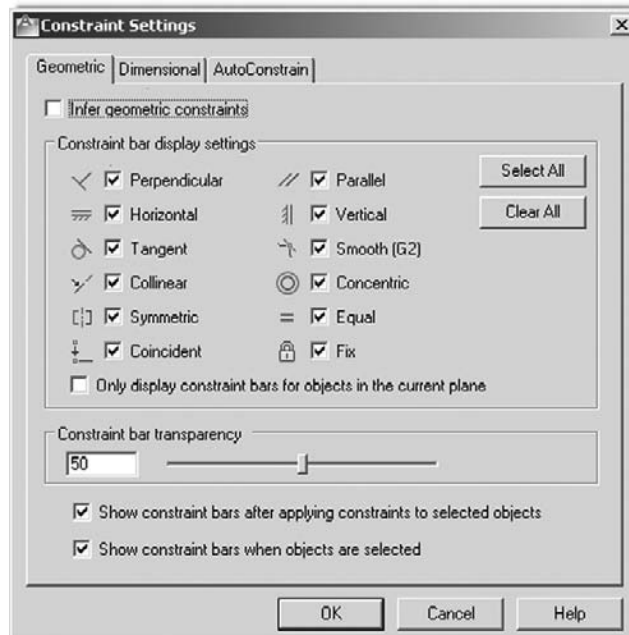 Constraint Settings
Geometric Dimensional AutoConstrain
Infer geometric constraints
Constraint bar display settings
Perpendicular Parallel Select All
Horizontal Vertical Clear All
Tangent Smooth (G2)
Collinear Concentric
Symmetric Equal
Coincident Fix
Only display constraint bars for objects in the current plane
Constraint bar transparency
50
Show constraint bars after applying constraints to selected objects
Show constraint bars when objects are selected
OK Cancel Help